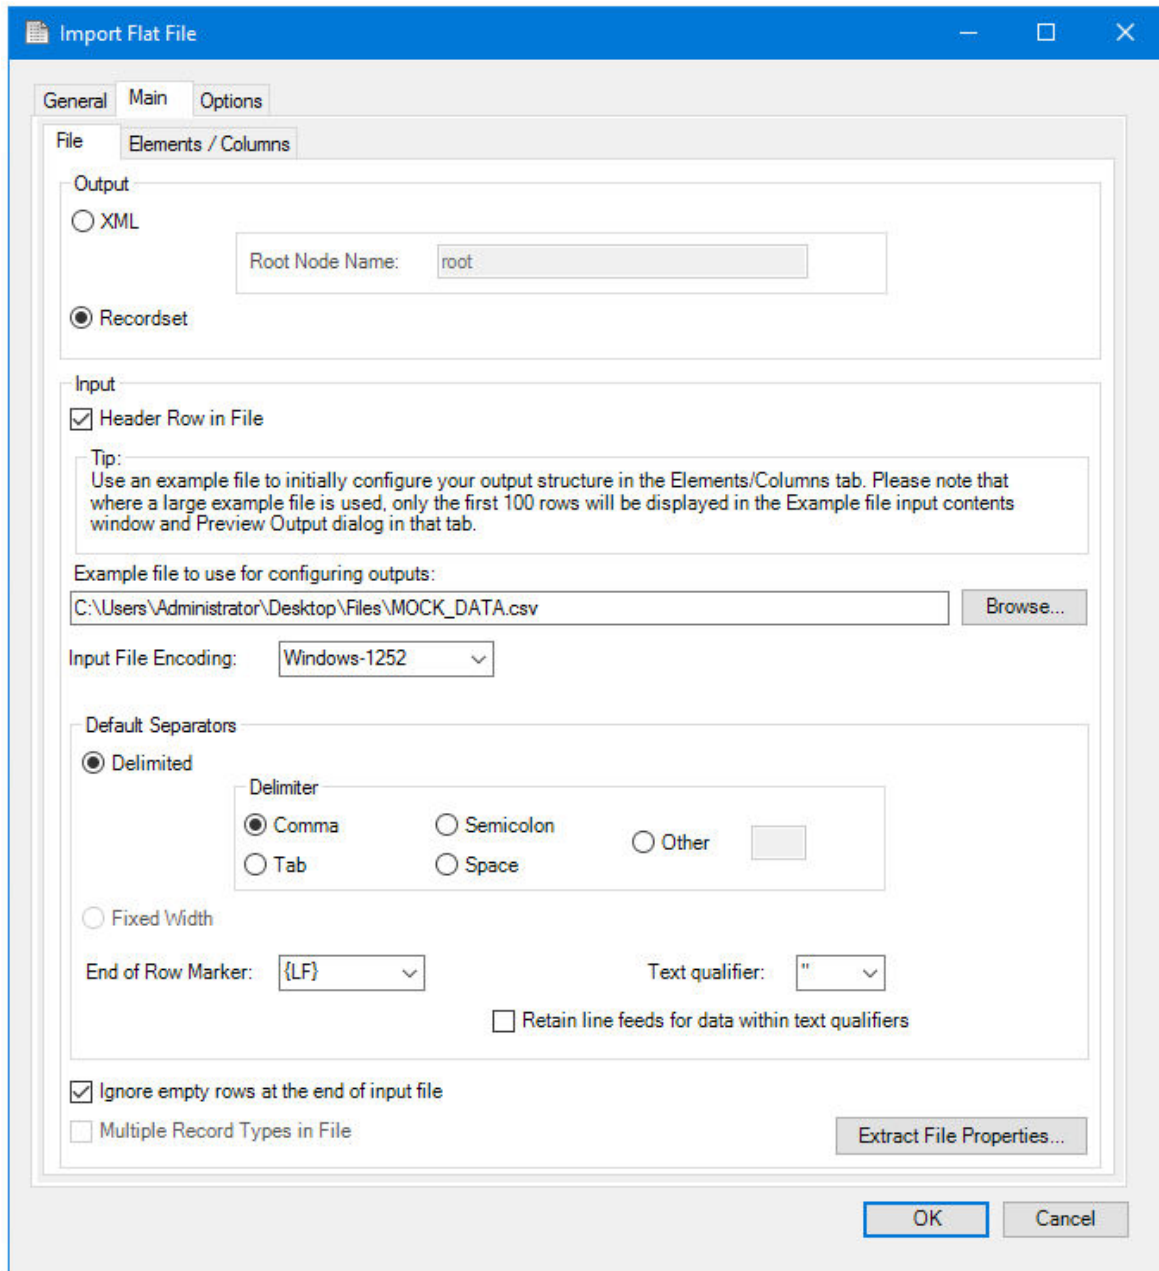 Import Flat File
General Main Options
File Elements / Columns
Output
XML
Root Node Name: root
Recordset
Input
Header Row in File
Tip:
Use an example file to initially configure your output structure in the Elements/Columns tab. Please note that
where a large example file is used, only the first 100 rows will be displayed in the Example file input contents
window and Preview Output dialog in that tab.
Example file to use for configuring outputs:
C:\Users\Administrator\Desktop\Files\MOCK_DATA.csv Browse...
Input File Encoding: Windows-1252
Default Separators
Delimited
Delimiter
Comma Semicolon Other
Tab Space
Fixed Width
End of Row Marker: {LF} Text qualifier: "
Retain line feeds for data within text qualifiers
Ignore empty rows at the end of input file
Multiple Record Types in File Extract File Properties...
OK Cancel